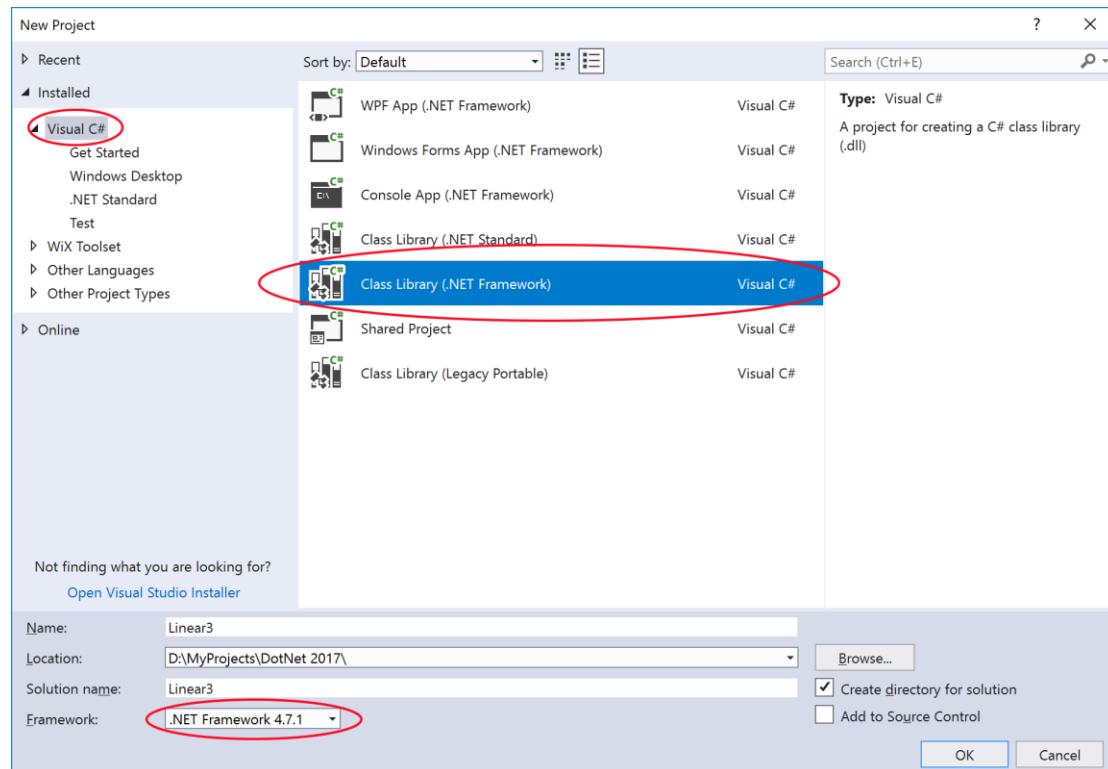 New Project
?
Recent
Installed
Visual C#
Get Started
Windows Desktop
.NET Standard
Test
WiX Toolset
Other Languages
Other Project Types
Online
Not finding what you are looking for?
Open Visual Studio Installer
Sort by: Default
C# WPF App (.NET Framework) Visual C#
C# Windows Forms App (.NET Framework) Visual C#
C# C:\ Console App (.NET Framework) Visual C#
C# Class Library (.NET Standard) Visual C#
C# Class Library (.NET Framework) Visual C#
C# Shared Project Visual C#
C# Class Library (Legacy Portable) Visual C#
Search (Ctrl+E)
Type: Visual C#
A project for creating a C# class library
(.dll)
Name: Linear3
Location: D:\MyProjects\DotNet 2017\
Browse...
Solution name: Linear3
Create directory for solution
Framework: .NET Framework 4.7.1
Add to Source Control
OK Cancel